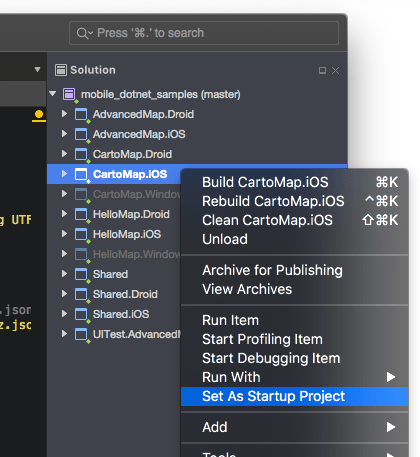 Press '⌘.' to search
Solution
mobile_dotnet_samples (master)
AdvancedMap.Droid
AdvancedMap.iOS
CartoMap.Droid
CartoMap.iOS
CartoMap.Window
HelloMap.Droid
HelloMap.iOS
HelloMap.Window
Shared
Shared.Droid
Shared.iOS
UITest.AdvancedM
g UTF
.json
z.jsc
Build CartoMap.iOS ⌘K
Rebuild CartoMap.iOS ^⌘K
Clean CartoMap.iOS ⇧⌘K
Unload
Archive for Publishing
View Archives
Run Item
Start Profiling Item
Start Debugging Item
Run With
Set As Startup Project
Add
Tools